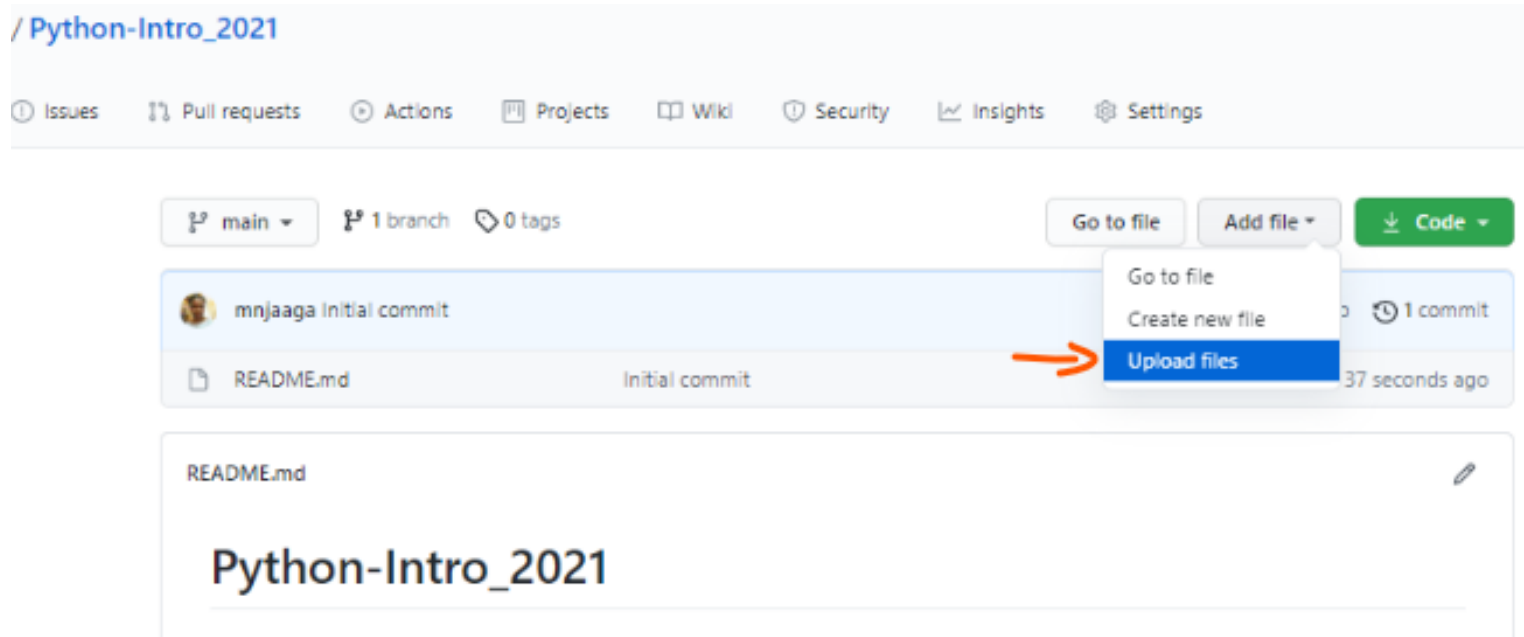 / Python-Intro_2021
Issues Pull requests Actions Projects Wiki Security Insights Settings
main 1 branch 0 tags Go to file Add file Code
Go to file
mnjaaga Initial commit 1 commit
Create new file
Upload files
README.md Initial commit 37 seconds ago
README.md
Python-Intro_2021